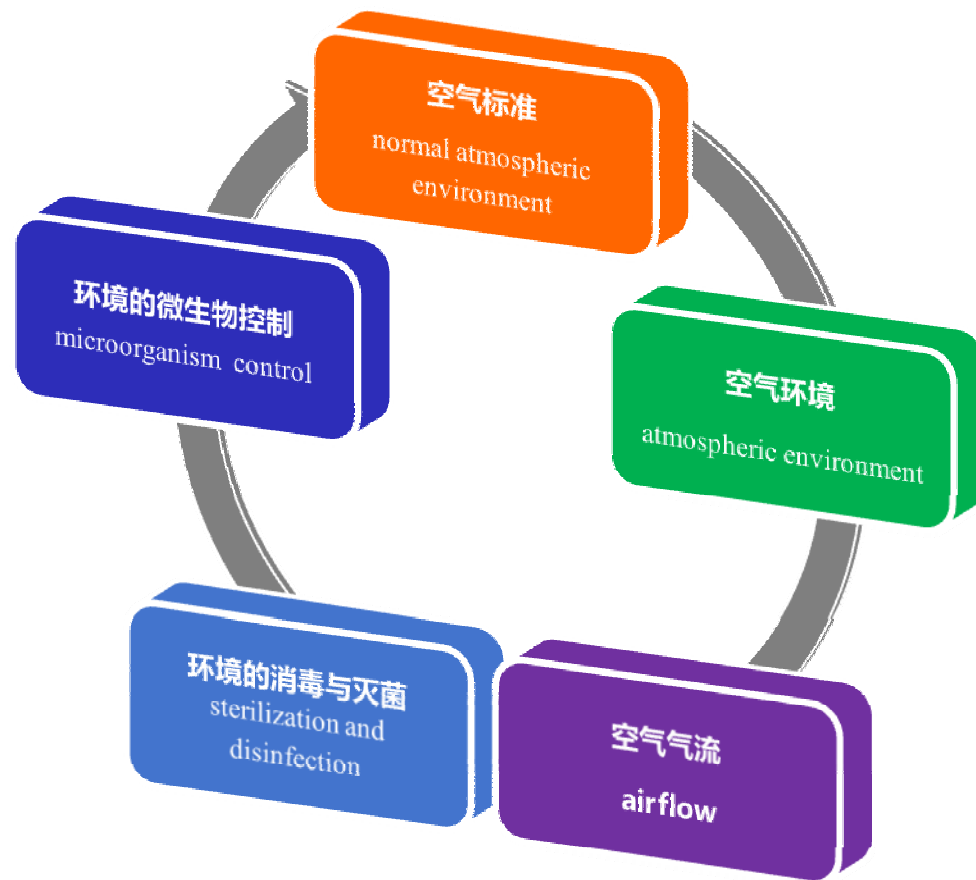 空气标准
normal atmospheric
environment
空气环境
atmospheric environment
空气气流
airflow
环境的消毒与灭菌
sterilization and
disinfection
环境的微生物控制
microorganism control